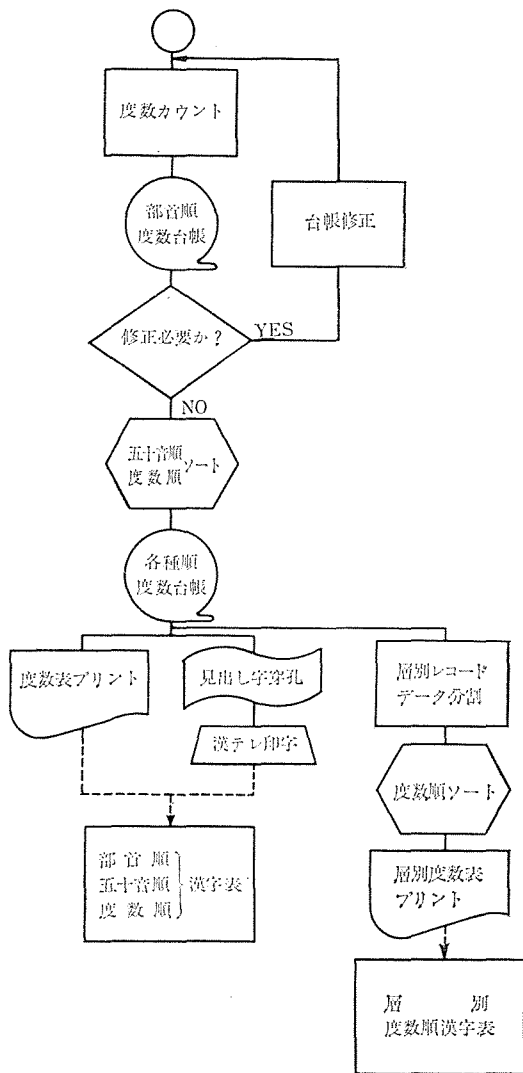 度数カウント
部首順
度数台帳
台帳修正
修正必要か?
YES
NO
五十音順
度数順
ソート
各種順
度数台帳
度数表プリント
見出し字穿孔
漢テレ印字
層別レコード
データ分割
度数順ソート
層別度数表
プリント
部首順
五十音順
度数順
漢字表
層別
度数順漢字表